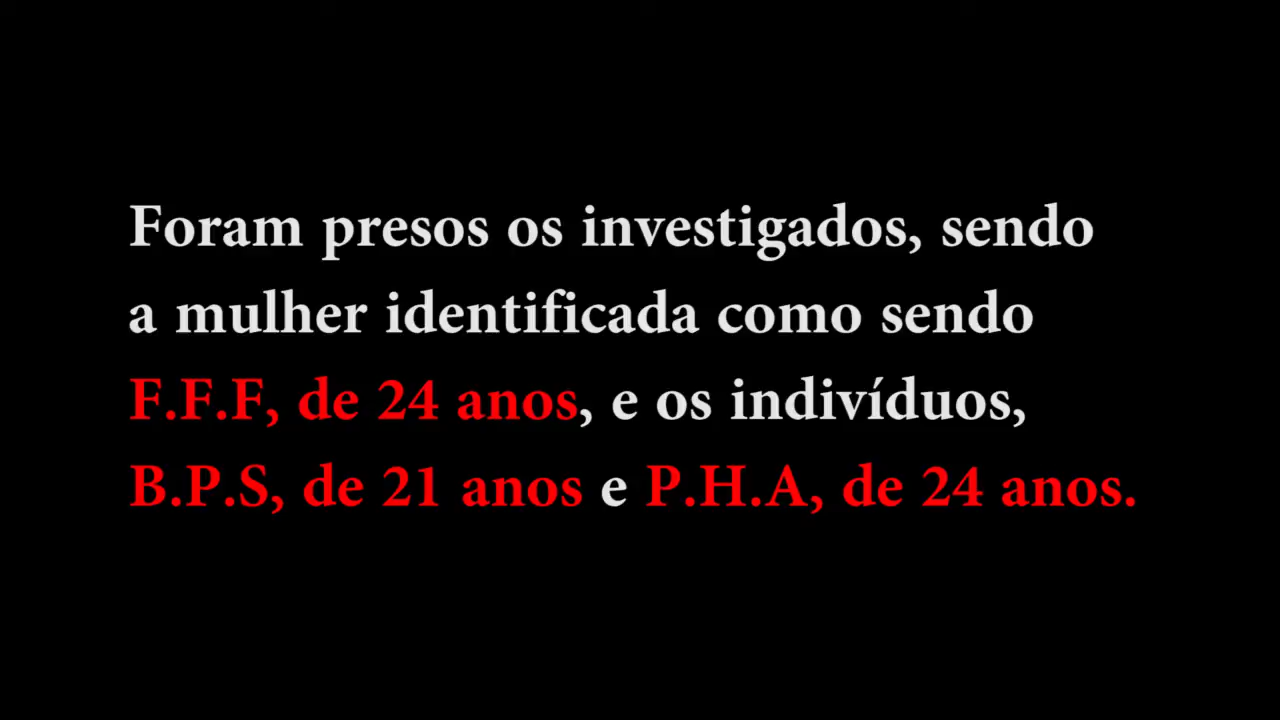 Foram presos os investigados, sendo
a mulher identificada como sendo
F.F.F, de 24 anos, e os indivíduos,
B.P.S, de 21 anos e P.H.A, de 24 anos.